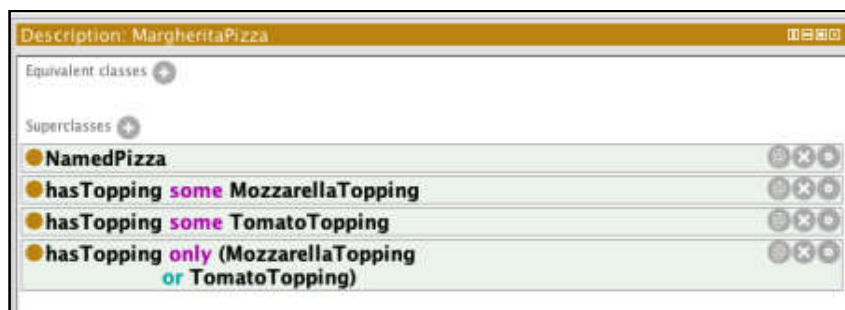 Description: MargheritaPizza
Equivalent classes
Superclasses
NamedPizza
hasTopping some MozzarellaTopping
hasTopping some TomatoTopping
hasTopping only (MozzarellaTopping
or TomatoTopping)